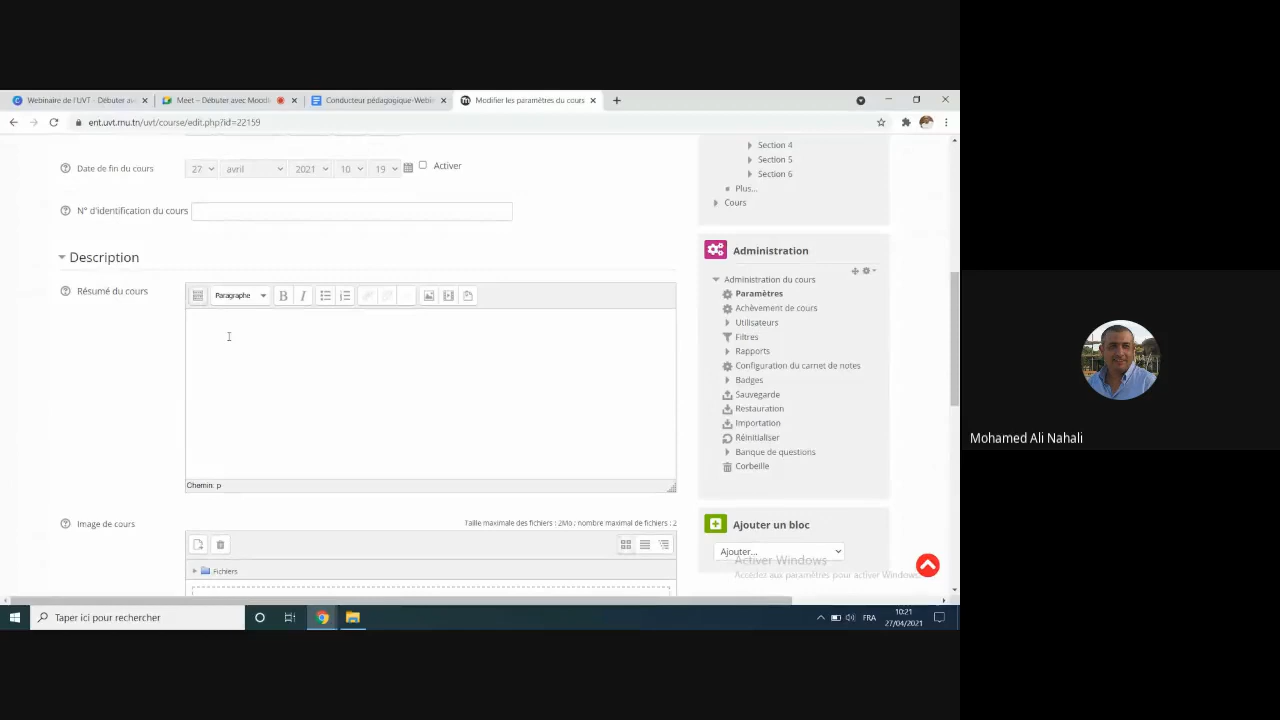 Webinaire de l'UVT - Débuter av
Meet – Débuter avec Mood
Conducteur pédagogique-Webi
Modifier les paramètres du cours
ent.uvt.rnu.tn/uvt/course/edit.php?id=22159
Date de fin du cours
27
avril
2021
10
19
Activer
N° d'identification du cours
Description
Résumé du cours
Paragraphe
B
I
Chemin: p
Image de cours
Taille maximale des fichiers : 2Mo ; nombre maximal de fichiers : 2
Fichiers
Section 4
Section 5
Section 6
Plus...
Cours
Administration
Administration du cours
Paramètres
Achèvement de cours
Utilisateurs
Filtres
Rapports
Configuration du carnet de notes
Badges
Sauvegarde
Restauration
Importation
Réinitialiser
Banque de questions
Corbeille
Ajouter un bloc
Ajouter...
Activer Windows
Accédez aux paramètres pour activer Windows.
Taper ici pour rechercher
FRA
10:21
27/04/2021
Mohamed Ali Nahali